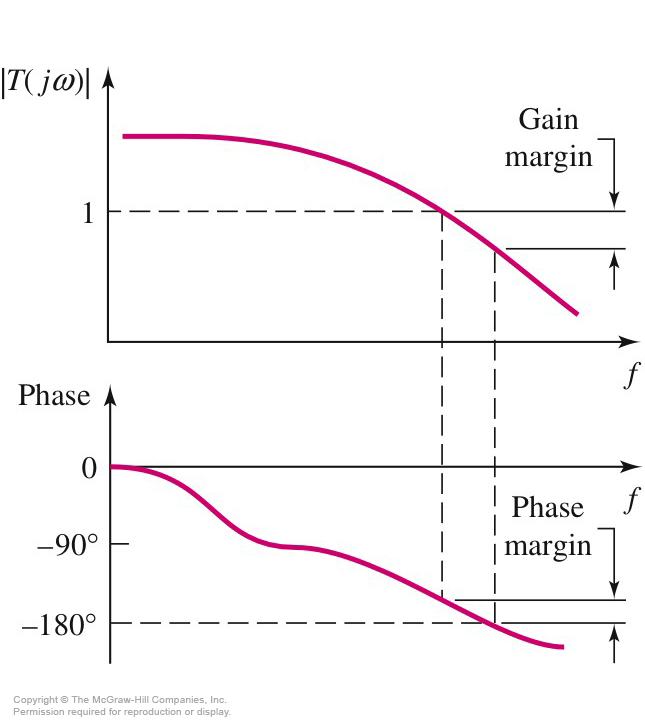 |T(jω)|
Gain
margin
1
f
Phase
0
f
Phase
margin
–90°
–180°
Copyright © The McGraw-Hill Companies, Inc.
Permission required for reproduction or display.